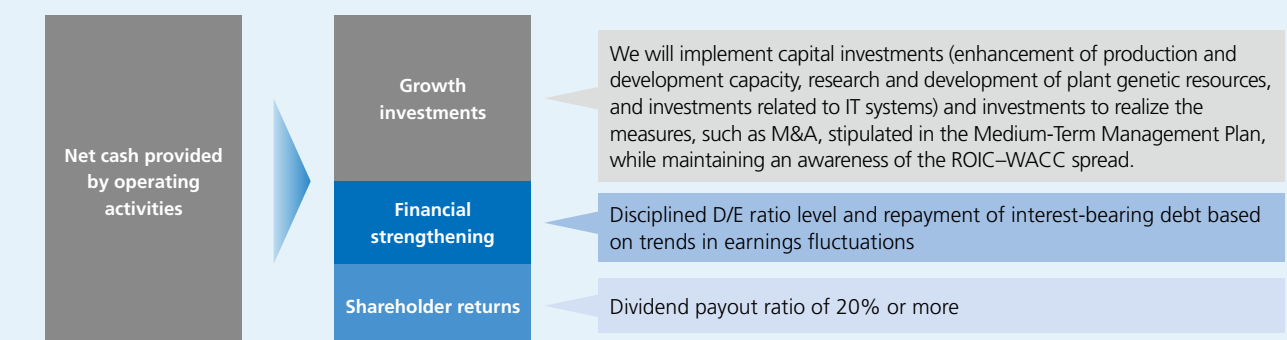 Net cash provided
by operating
activities
Growth
investments
We will implement capital investments (enhancement of production and
development capacity, research and development of plant genetic resources,
and investments related to IT systems) and investments to realize the
measures, such as M&A, stipulated in the Medium-Term Management Plan,
while maintaining an awareness of the ROIC–WACC spread.
Financial
strengthening
Disciplined D/E ratio level and repayment of interest-bearing debt based
on trends in earnings fluctuations
Shareholder returns
Dividend payout ratio of 20% or more